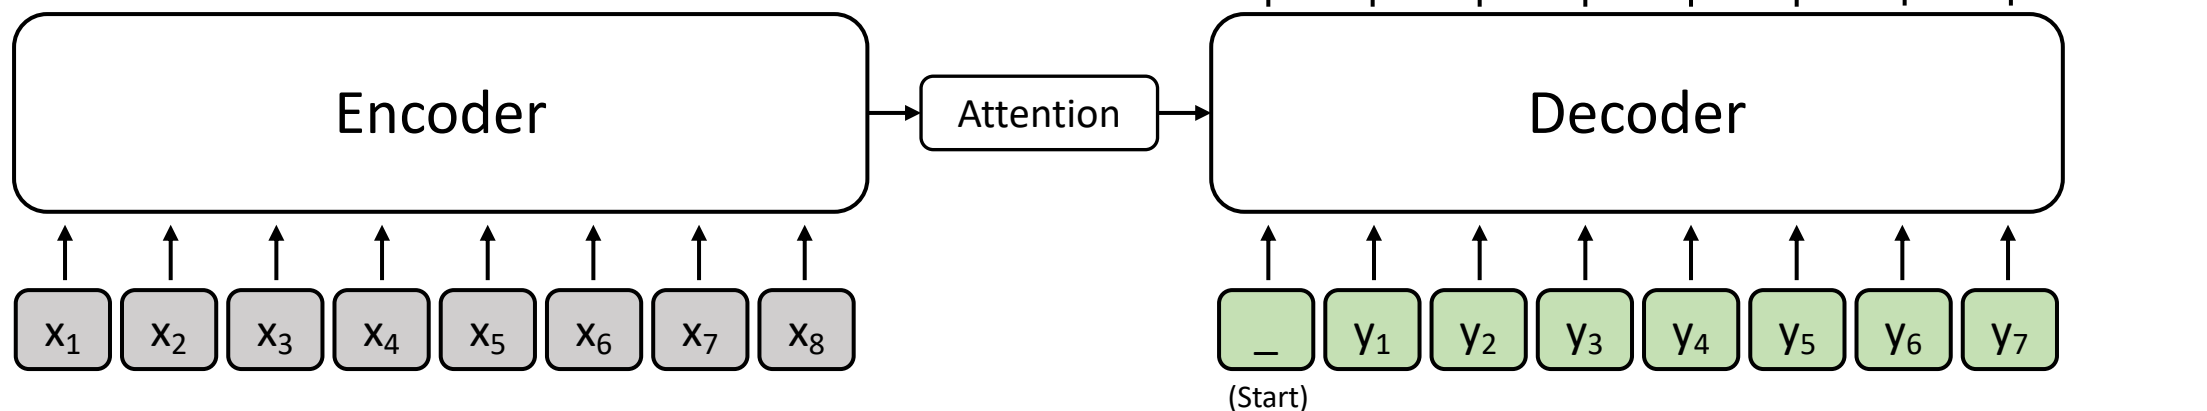 Encoder
Attention
Decoder
x₁ x₂ x₃ x₄ x₅ x₆ x₇ x₈
_ y₁ y₂ y₃ y₄ y₅ y₆ y₇
(Start)